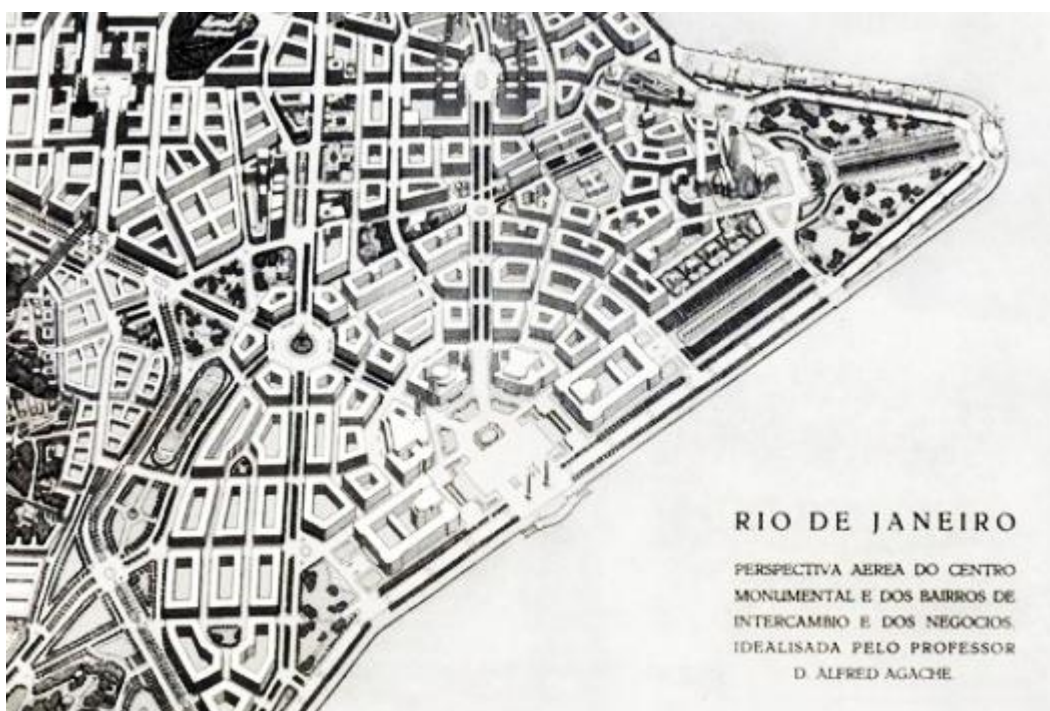 RIO DE JANEIRO
PERSPECTIVA AEREA DO CENTRO
MONUMENTAL E DOS BAIRROS DE
INTERCAMBIO E DOS NEGOCIOS.
IDEALISADA PELO PROFESSOR
D. ALFRED AGACHE.